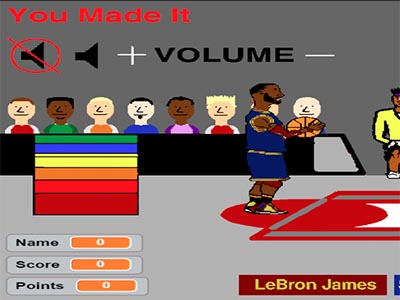 You Made It
+ VOLUME —
Name 0
Score 0
Points 0
LeBron James